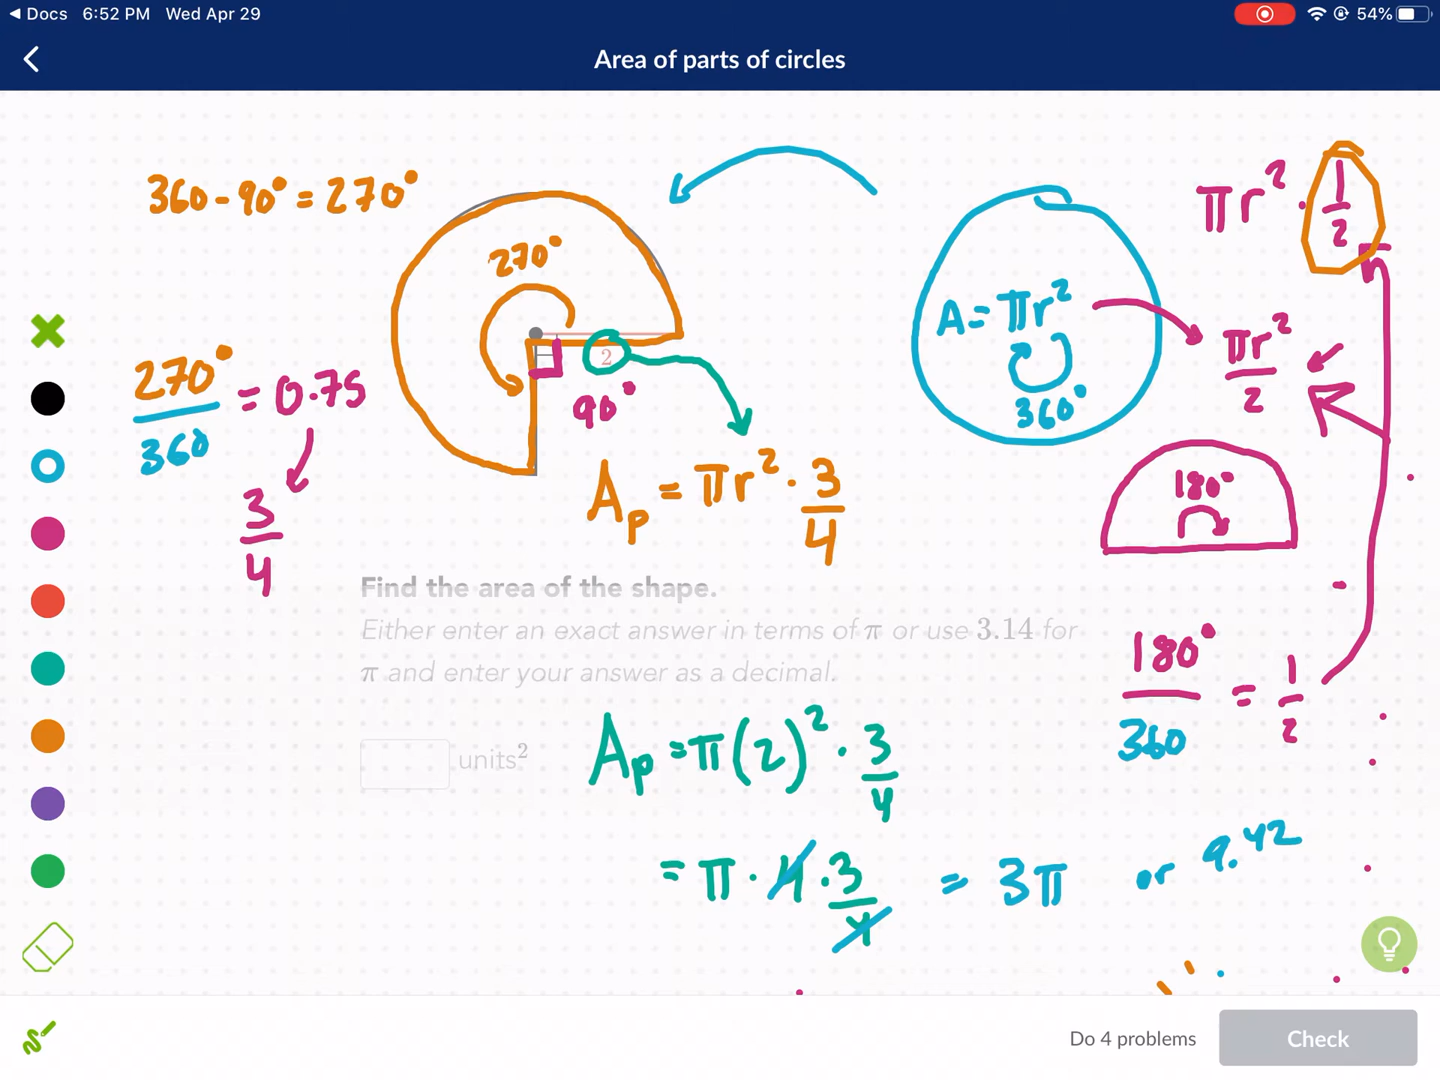 Docs 6:52 PM Wed Apr 29 54%
Area of parts of circles
360 - 90° = 270°
270°
2
90°
270°/360 = 0.75
3/4
A = πr²
360°
πr² · 1/2
πr²/2
180°
180°/360 = 1/2
Ap = πr² · 3/4
Find the area of the shape.
Either enter an exact answer in terms of π or use 3.14 for
π and enter your answer as a decimal.
units²
Ap = π(2)² · 3/4
= π · 4 · 3/4 = 3π or 9.42
Do 4 problems
Check